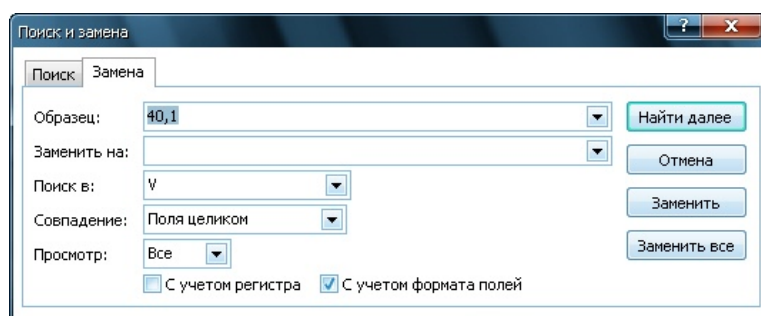 Поиск и замена
Поиск Замена
Образец: 40,1 Найти далее
Заменить на: Отмена
Поиск в: V
Заменить
Совпадение: Поля целиком
Просмотр: Все Заменить все
С учетом регистра С учетом формата полей